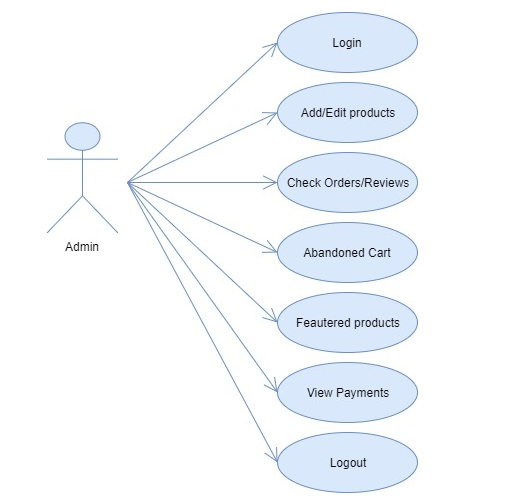 Login
Add/Edit products
Check Orders/Reviews
Admin
Abandoned Cart
Feautered products
View Payments
Logout